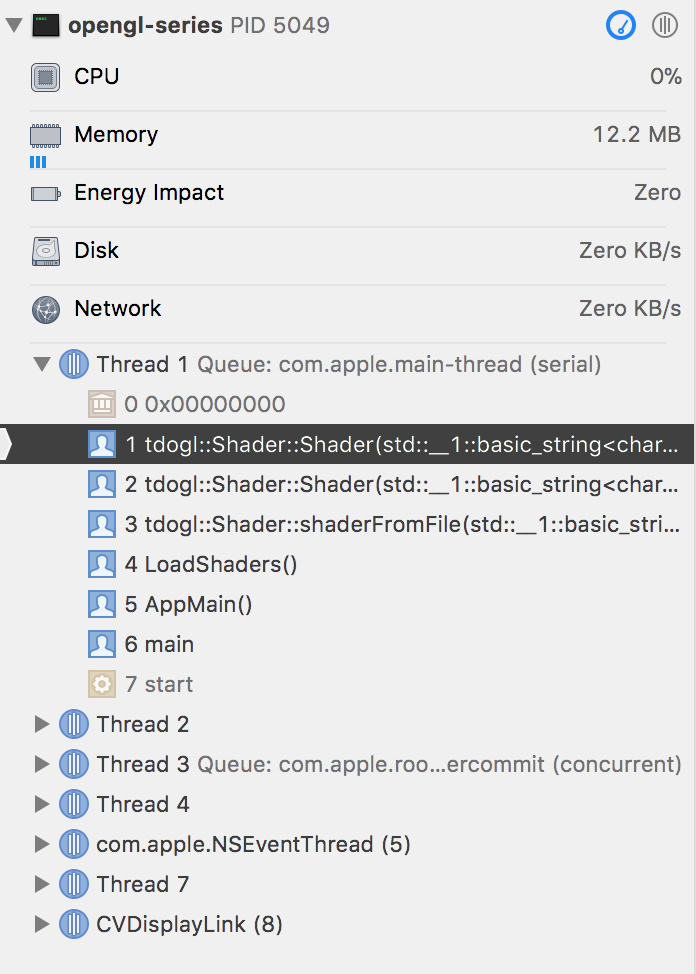 opengl-series PID 5049
CPU 0%
Memory 12.2 MB
Energy Impact Zero
Disk Zero KB/s
Network Zero KB/s
Thread 1 Queue: com.apple.main-thread (serial)
0 0x00000000
1 tdogl::Shader::Shader(std::__1::basic_string<char...
2 tdogl::Shader::Shader(std::__1::basic_string<char...
3 tdogl::Shader::shaderFromFile(std::__1::basic_stri...
4 LoadShaders()
5 AppMain()
6 main
7 start
Thread 2
Thread 3 Queue: com.apple.roo...ercommit (concurrent)
Thread 4
com.apple.NSEventThread (5)
Thread 7
CVDisplayLink (8)